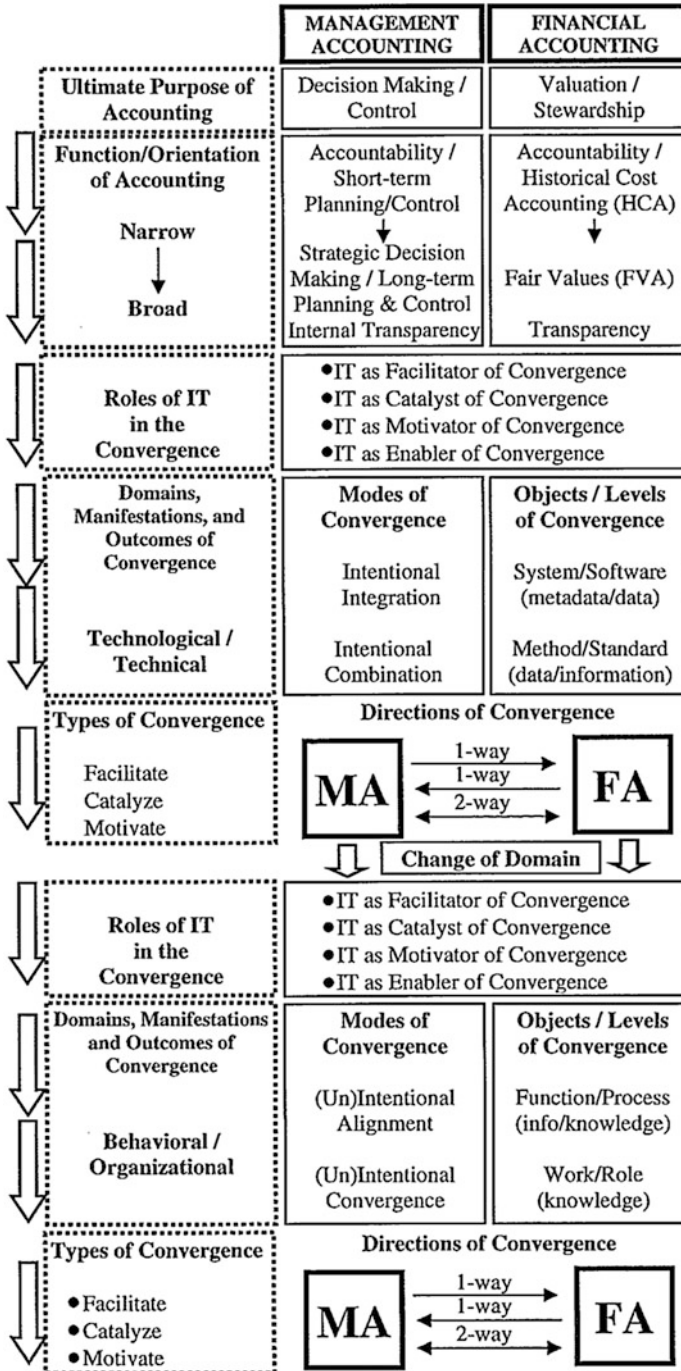 MANAGEMENT
ACCOUNTING
FINANCIAL
ACCOUNTING
Ultimate Purpose of
Accounting
Decision Making /
Control
Valuation /
Stewardship
Function/Orientation
of Accounting
Narrow
Broad
Accountability /
Short-term
Planning/Control
Strategic Decision
Making / Long-term
Planning & Control
Internal Transparency
Accountability /
Historical Cost
Accounting (HCA)
Fair Values (FVA)
Transparency
Roles of IT
in the
Convergence
●IT as Facilitator of Convergence
●IT as Catalyst of Convergence
●IT as Motivator of Convergence
●IT as Enabler of Convergence
Domains,
Manifestations, and
Outcomes of
Convergence
Technological /
Technical
Modes of
Convergence
Intentional
Integration
Intentional
Combination
Objects / Levels
of Convergence
System/Software
(metadata/data)
Method/Standard
(data/information)
Types of Convergence
Facilitate
Catalyze
Motivate
Directions of Convergence
MA
1-way
1-way
2-way
FA
Change of Domain
Roles of IT
in the
Convergence
●IT as Facilitator of Convergence
●IT as Catalyst of Convergence
●IT as Motivator of Convergence
●IT as Enabler of Convergence
Domains, Manifestations
and Outcomes of
Convergence
Behavioral /
Organizational
Modes of
Convergence
(Un)Intentional
Alignment
(Un)Intentional
Convergence
Objects / Levels
of Convergence
Function/Process
(info/knowledge)
Work/Role
(knowledge)
Types of Convergence
●Facilitate
●Catalyze
●Motivate
Directions of Convergence
MA
1-way
1-way
2-way
FA